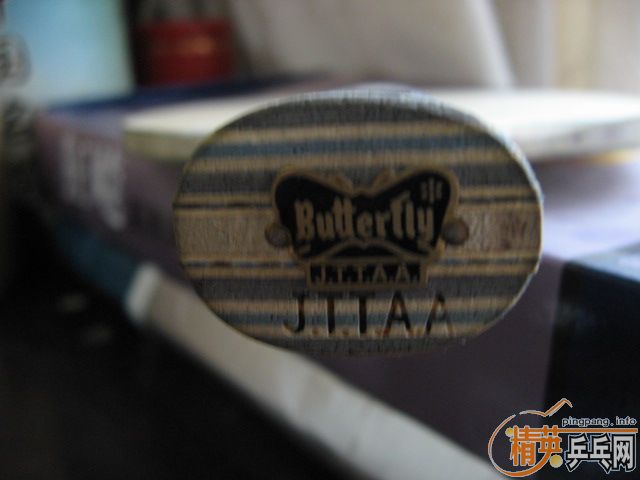 Butterfly
J.T.T.A.A.
J.T.T.A.A
pingpang.info
精英乒乓网